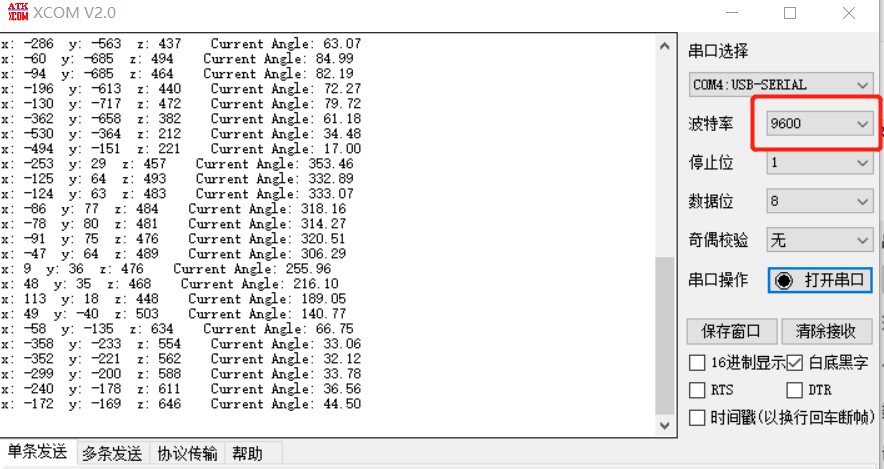 ATK XCOM XCOM V2.0
x: -286 y: -563 z: 437 Current Angle: 63.07
x: -60 y: -685 z: 494 Current Angle: 84.99
x: -94 y: -685 z: 464 Current Angle: 82.19
x: -196 y: -613 z: 440 Current Angle: 72.27
x: -130 y: -717 z: 472 Current Angle: 79.72
x: -362 y: -658 z: 382 Current Angle: 61.18
x: -530 y: -364 z: 212 Current Angle: 34.48
x: -494 y: -151 z: 221 Current Angle: 17.00
x: -253 y: 29 z: 457 Current Angle: 353.46
x: -125 y: 64 z: 493 Current Angle: 332.89
x: -124 y: 63 z: 483 Current Angle: 333.07
x: -86 y: 77 z: 484 Current Angle: 318.16
x: -78 y: 80 z: 481 Current Angle: 314.27
x: -91 y: 75 z: 476 Current Angle: 320.51
x: -47 y: 64 z: 489 Current Angle: 306.29
x: 9 y: 36 z: 476 Current Angle: 255.96
x: 48 y: 35 z: 468 Current Angle: 216.10
x: 113 y: 18 z: 448 Current Angle: 189.05
x: 49 y: -40 z: 503 Current Angle: 140.77
x: -58 y: -135 z: 634 Current Angle: 66.75
x: -358 y: -233 z: 554 Current Angle: 33.06
x: -352 y: -221 z: 562 Current Angle: 32.12
x: -299 y: -200 z: 588 Current Angle: 33.78
x: -240 y: -178 z: 611 Current Angle: 36.56
x: -172 y: -169 z: 646 Current Angle: 44.50
串口选择
COM4:USB-SERIAL
波特率 9600
停止位 1
数据位 8
奇偶校验 无
串口操作 打开串口
保存窗口 清除接收
16进制显示 白底黑字
RTS DTR
时间戳(以换行回车断帧)
单条发送 多条发送 协议传输 帮助